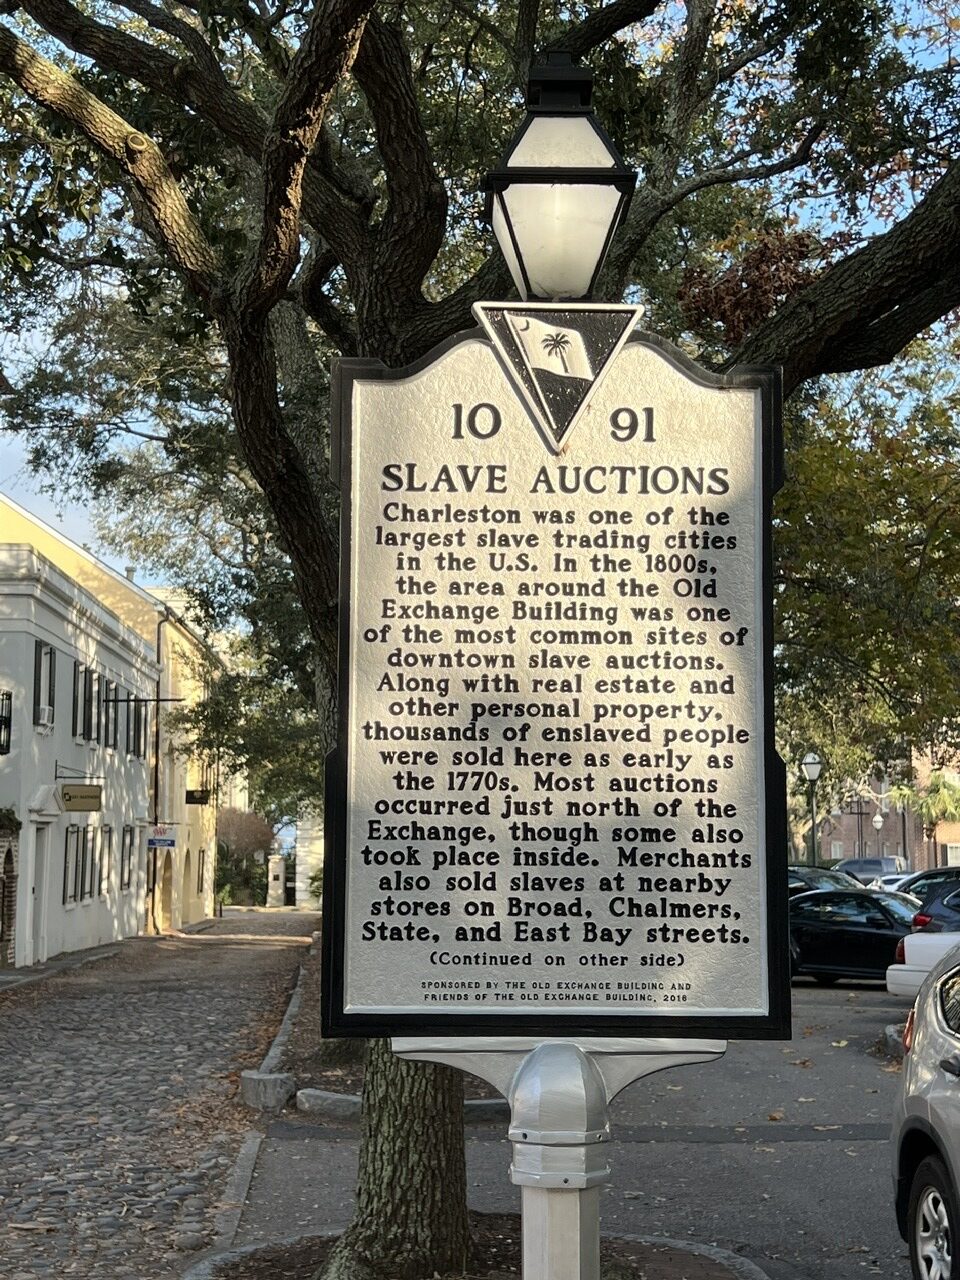 10 91
SLAVE AUCTIONS
Charleston was one of the
largest slave trading cities
in the U.S. In the 1800s,
the area around the Old
Exchange Building was one
of the most common sites of
downtown slave auctions.
Along with real estate and
other personal property,
thousands of enslaved people
were sold here as early as
the 1770s. Most auctions
occurred just north of the
Exchange, though some also
took place inside. Merchants
also sold slaves at nearby
stores on Broad, Chalmers,
State, and East Bay streets.
(Continued on other side)
SPONSORED BY THE OLD EXCHANGE BUILDING AND
FRIENDS OF THE OLD EXCHANGE BUILDING, 2016